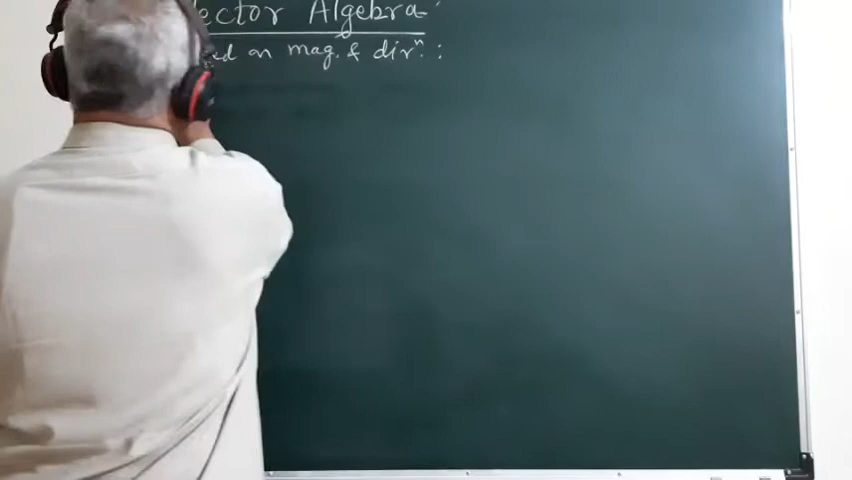 ector Algebra:
ed on mag. & dirⁿ. :